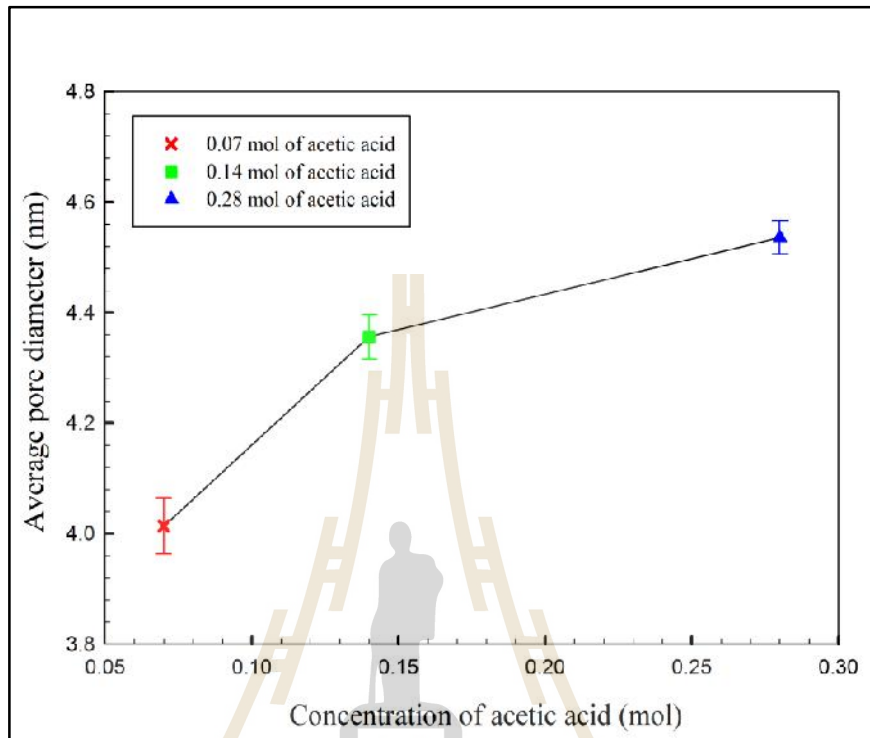 4.8
0.07 mol of acetic acid
0.14 mol of acetic acid
0.28 mol of acetic acid
4.6
4.4
4.2
4.0
3.8
Average pore diameter (nm)
0.05 0.10 0.15 0.20 0.25 0.30
Concentration of acetic acid (mol)